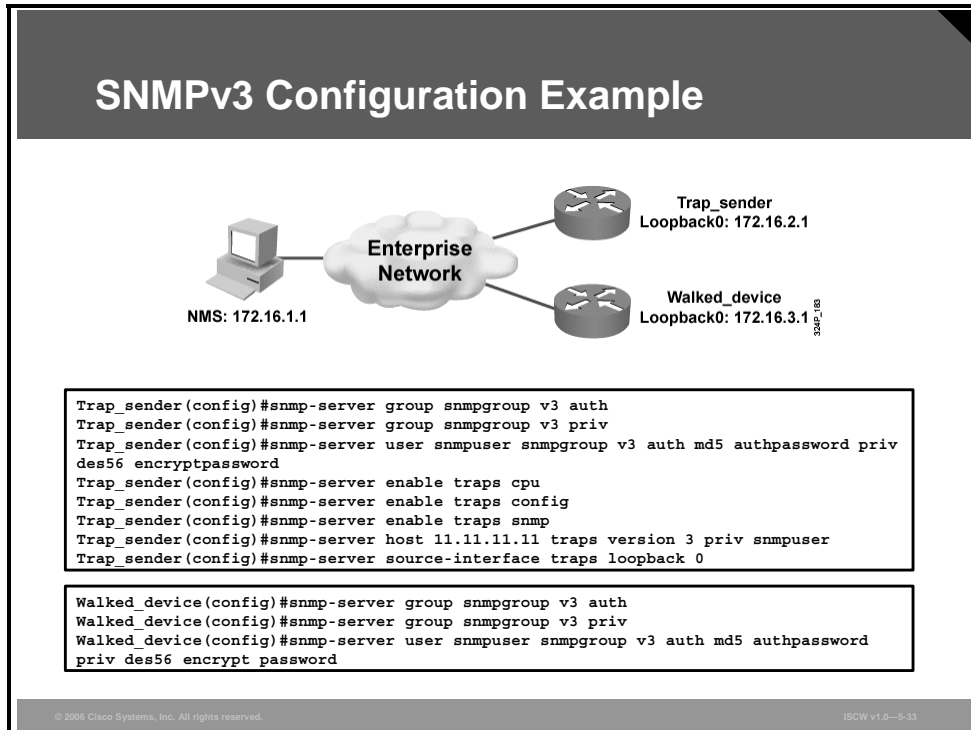 SNMPv3 Configuration Example
Trap_sender
Loopback0: 172.16.2.1
Enterprise
Network
NMS: 172.16.1.1
Walked_device
Loopback0: 172.16.3.1
324P_183
Trap_sender(config)#snmp-server group snmpgroup v3 auth
Trap_sender(config)#snmp-server group snmpgroup v3 priv
Trap_sender(config)#snmp-server user snmpuser snmpgroup v3 auth md5 authpassword priv
des56 encryptpassword
Trap_sender(config)#snmp-server enable traps cpu
Trap_sender(config)#snmp-server enable traps config
Trap_sender(config)#snmp-server enable traps snmp
Trap_sender(config)#snmp-server host 11.11.11.11 traps version 3 priv snmpuser
Trap_sender(config)#snmp-server source-interface traps loopback 0
Walked_device(config)#snmp-server group snmpgroup v3 auth
Walked_device(config)#snmp-server group snmpgroup v3 priv
Walked_device(config)#snmp-server user snmpuser snmpgroup v3 auth md5 authpassword
priv des56 encrypt password
© 2006 Cisco Systems, Inc. All rights reserved.
ISCW v1.0—5-33